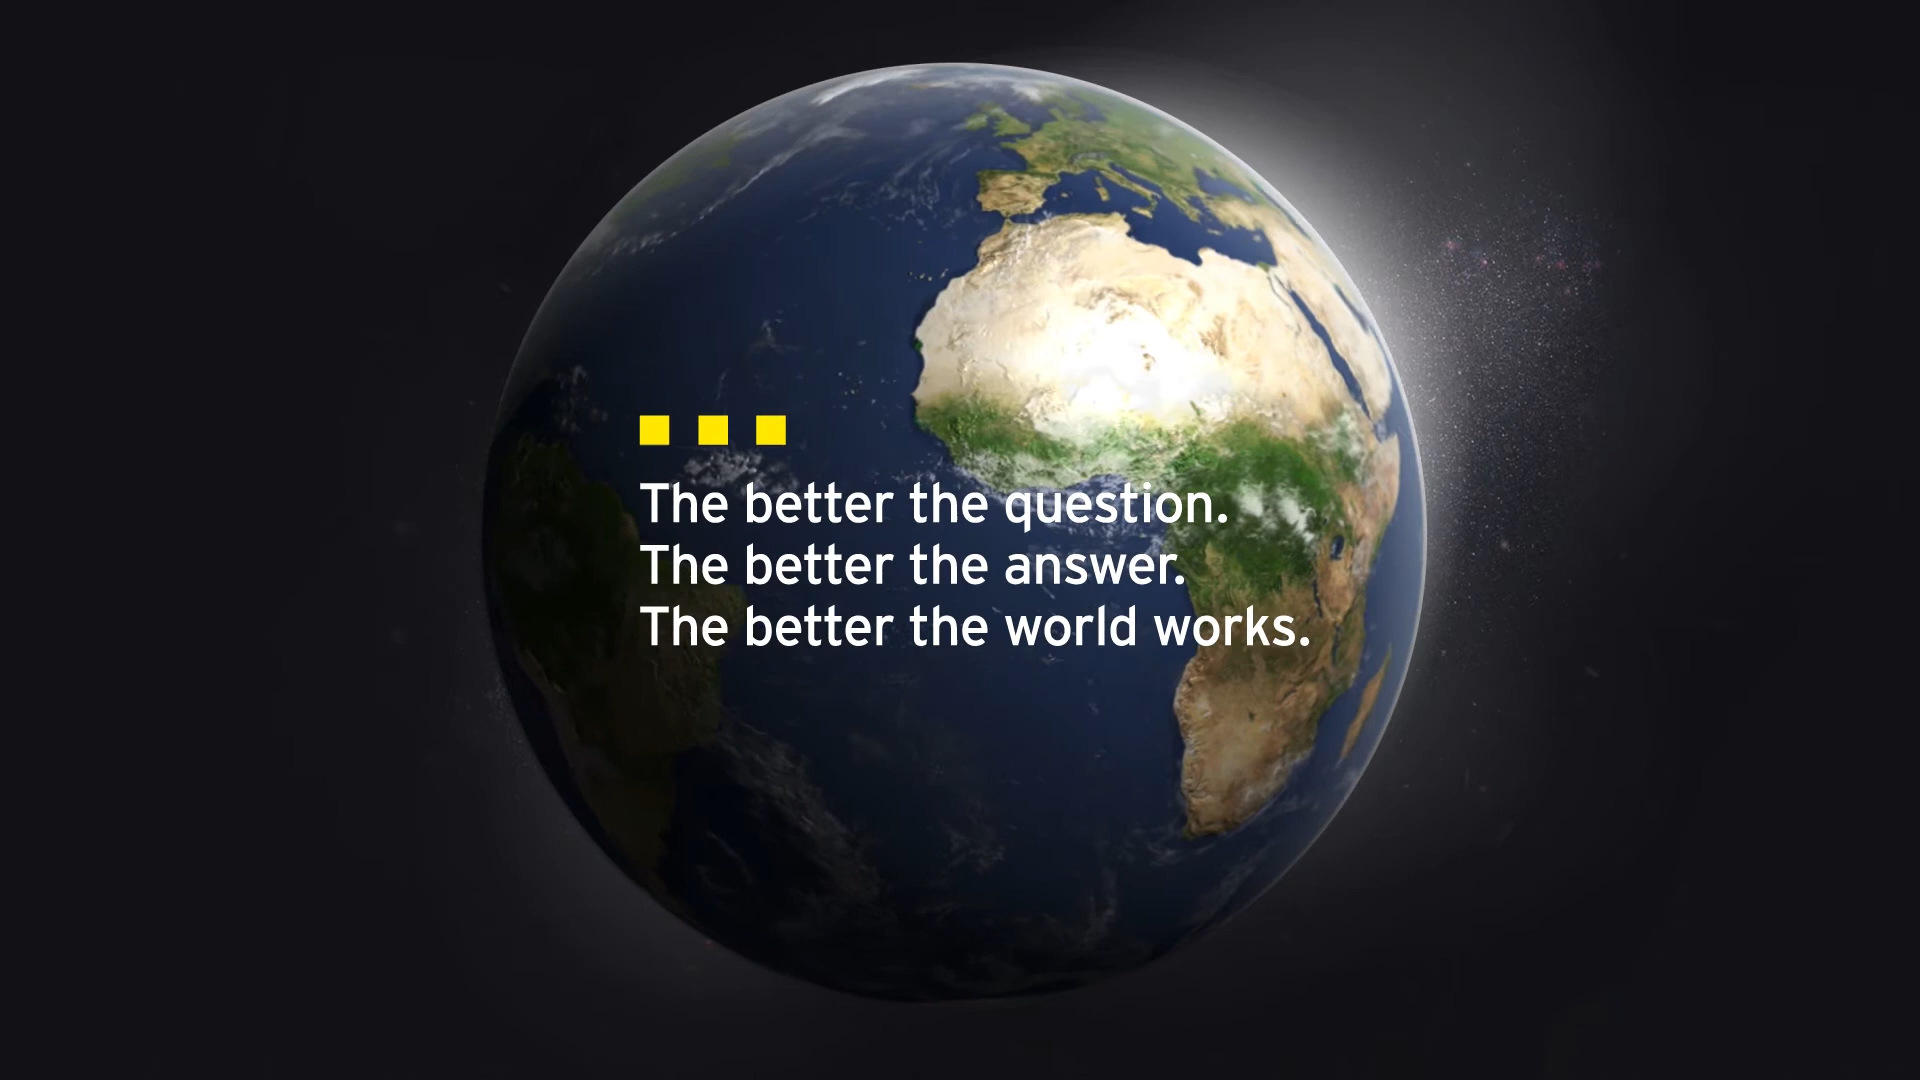 The better the question.
The better the answer.
The better the world works.